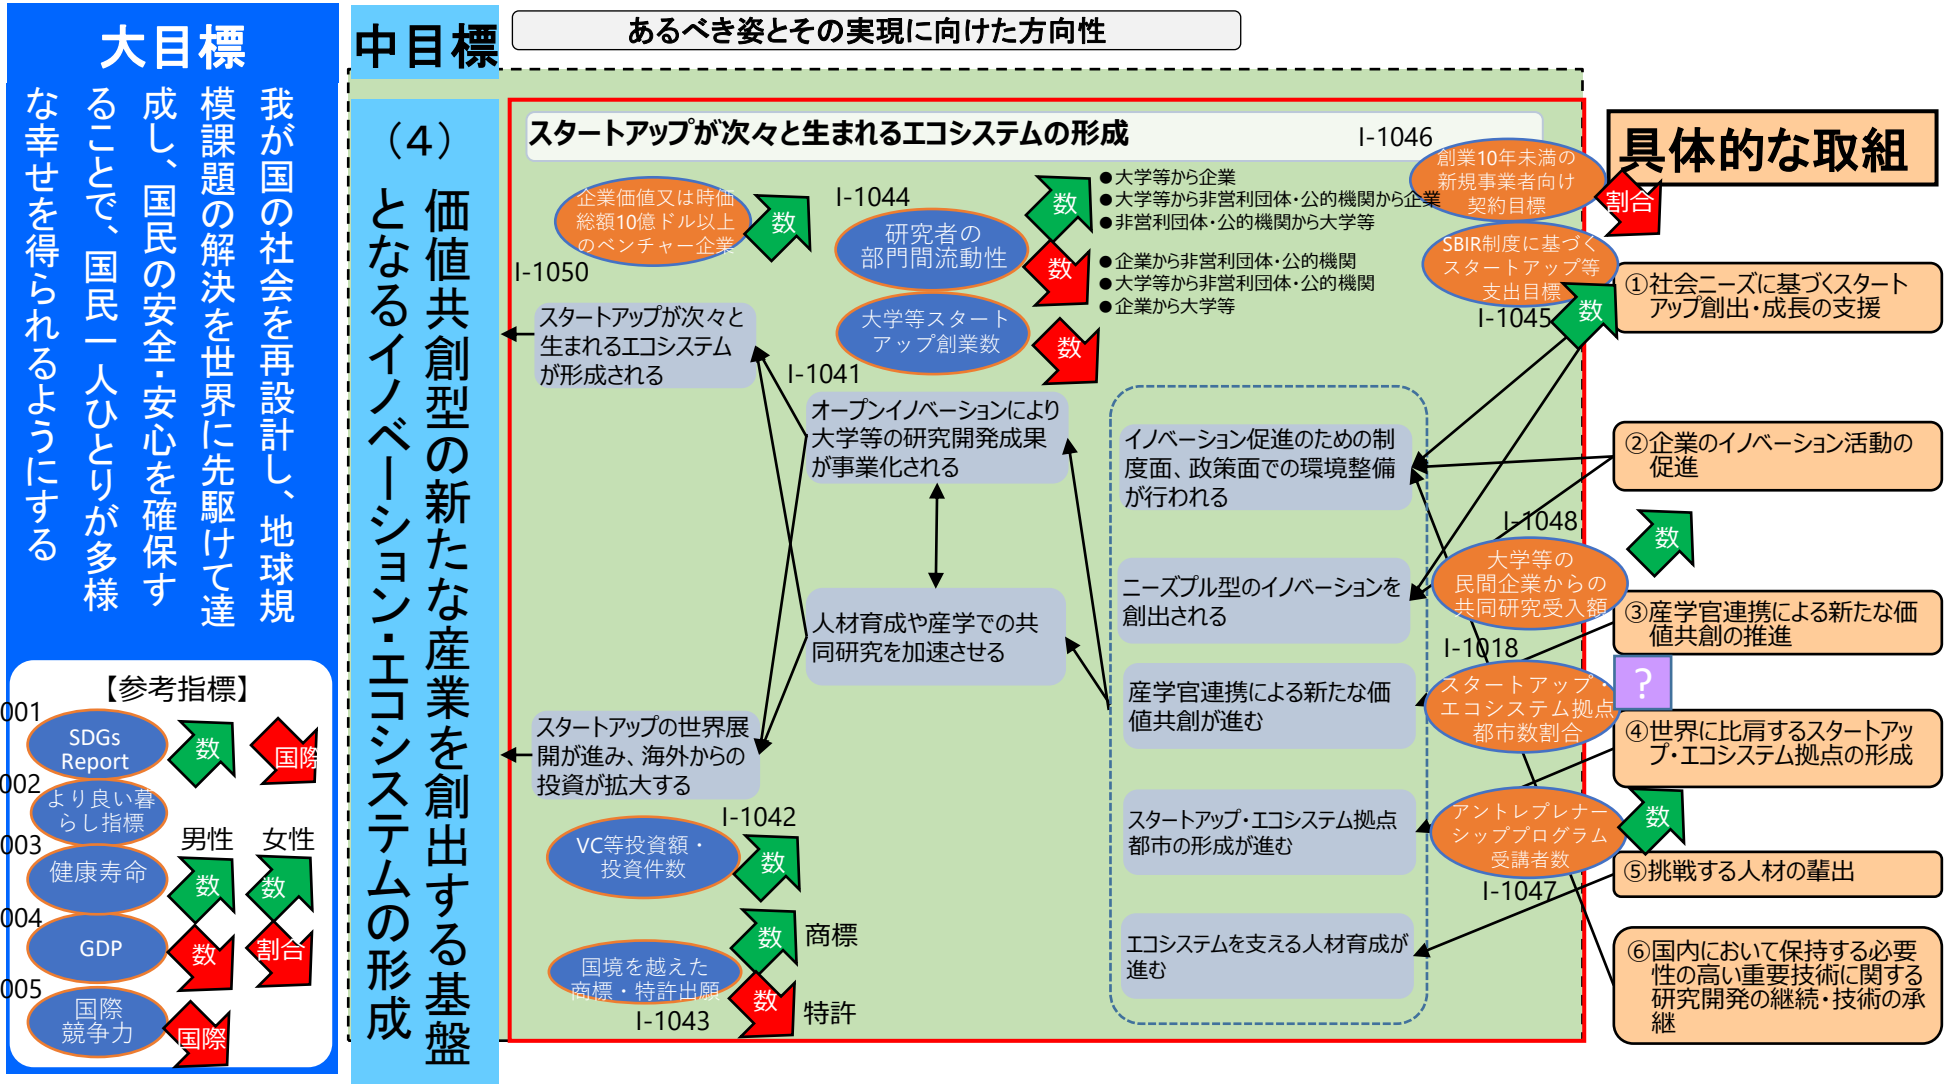 大目標
我が国の社会を再設計し、地球規
模課題の解決を世界に先駆けて達
成し、国民の安全・安心を確保す
ることで、国民一人ひとりが多様
な幸せを得られるようにする
【参考指標】
001
SDGs
Report
数
国際
002
より良い暮
らし指標
003
男性
女性
健康寿命
数
数
004
GDP
数
割合
005
国際
競争力
国際
中目標
（4）
価値共創型の新たな産業を創出する基盤
となるイノベーション・エコシステムの形成
あるべき姿とその実現に向けた方向性
スタートアップが次々と生まれるエコシステムの形成
I-1046
創業10年未満の
新規事業者向け
契約目標
割合
企業価値又は時価
総額10億ドル以上
のベンチャー企業
数
I-1050
I-1044
研究者の
部門間流動性
数
●大学等から企業
●大学等から非営利団体・公的機関から企業
●非営利団体・公的機関から大学等
数
●企業から非営利団体・公的機関
●大学等から非営利団体・公的機関
●企業から大学等
SBIR制度に基づく
スタートアップ等
支出目標
I-1045
数
大学等スタート
アップ創業数
数
I-1041
スタートアップが次々と
生まれるエコシステム
が形成される
オープンイノベーションにより
大学等の研究開発成果
が事業化される
人材育成や産学での共
同研究を加速させる
スタートアップの世界展
開が進み、海外からの
投資が拡大する
I-1042
VC等投資額・
投資件数
数
国境を越えた
商標・特許出願
I-1043
数
商標
数
特許
イノベーション促進のための制
度面、政策面での環境整備
が行われる
ニーズプル型のイノベーションを
創出される
産学官連携による新たな価
値共創が進む
スタートアップ・エコシステム拠点
都市の形成が進む
エコシステムを支える人材育成が
進む
I-1048
大学等の
民間企業からの
共同研究受入額
数
I-1018
スタートアップ・
エコシステム拠点
都市数割合
?
アントレプレナー
シッププログラム
受講者数
数
I-1047
具体的な取組
①社会ニーズに基づくスタート
アップ創出・成長の支援
②企業のイノベーション活動の
促進
③産学官連携による新たな価
値共創の推進
④世界に比肩するスタートアッ
プ・エコシステム拠点の形成
⑤挑戦する人材の輩出
⑥国内において保持する必要
性の高い重要技術に関する
研究開発の継続・技術の承
継